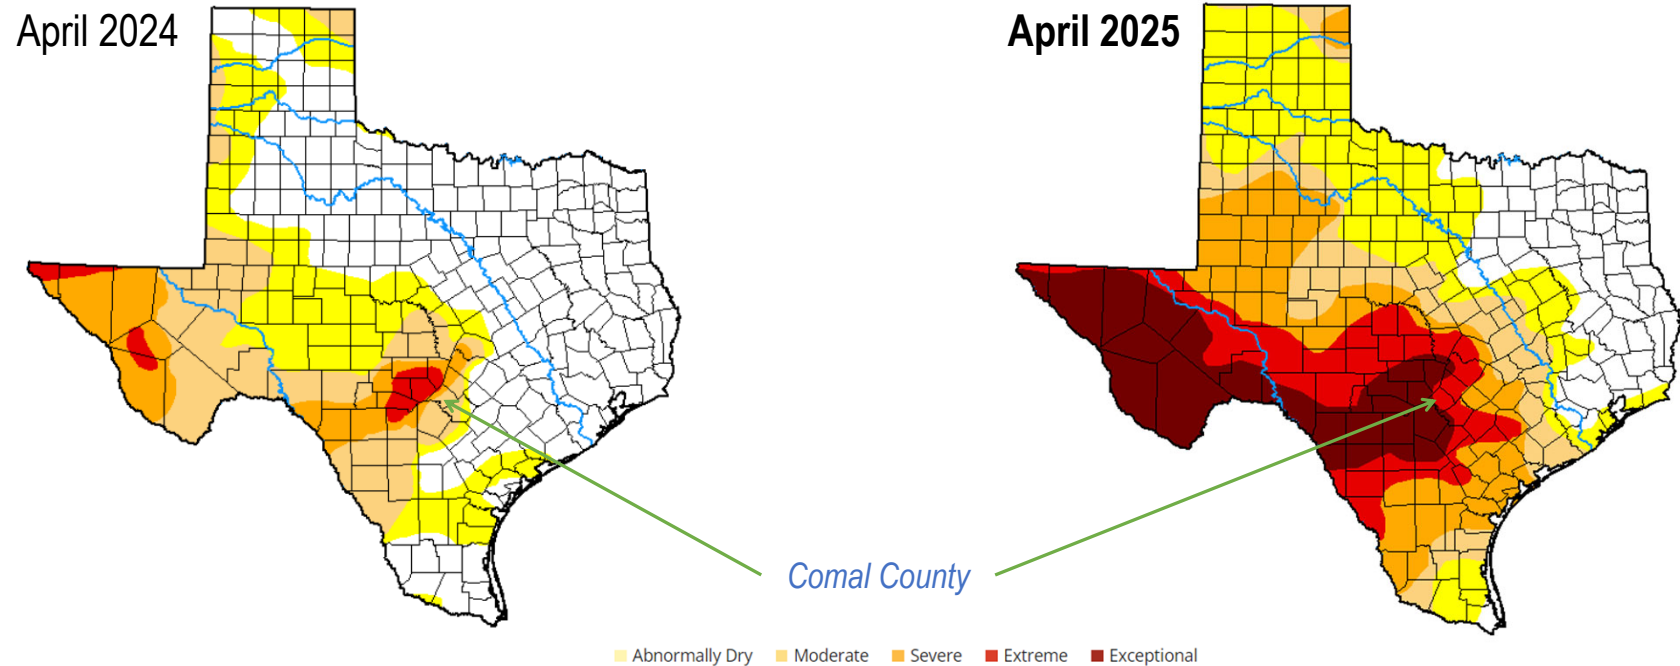 April 2024
April 2025
Comal County
Abnormally Dry Moderate Severe Extreme Exceptional